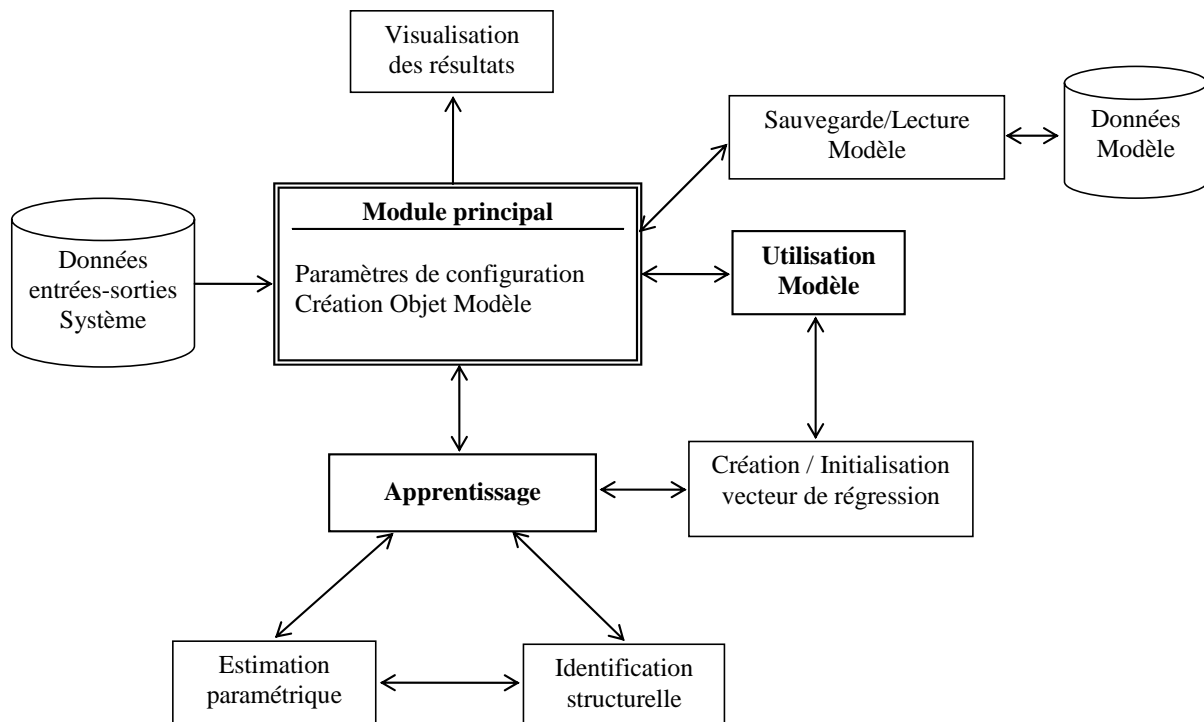 Visualisation
des résultats
Sauvegarde/Lecture
Modèle
Données
Modèle
Module principal
Paramètres de configuration
Création Objet Modèle
Données
entrées-sorties
Système
Utilisation
Modèle
Apprentissage
Création / Initialisation
vecteur de régression
Estimation
paramétrique
Identification
structurelle